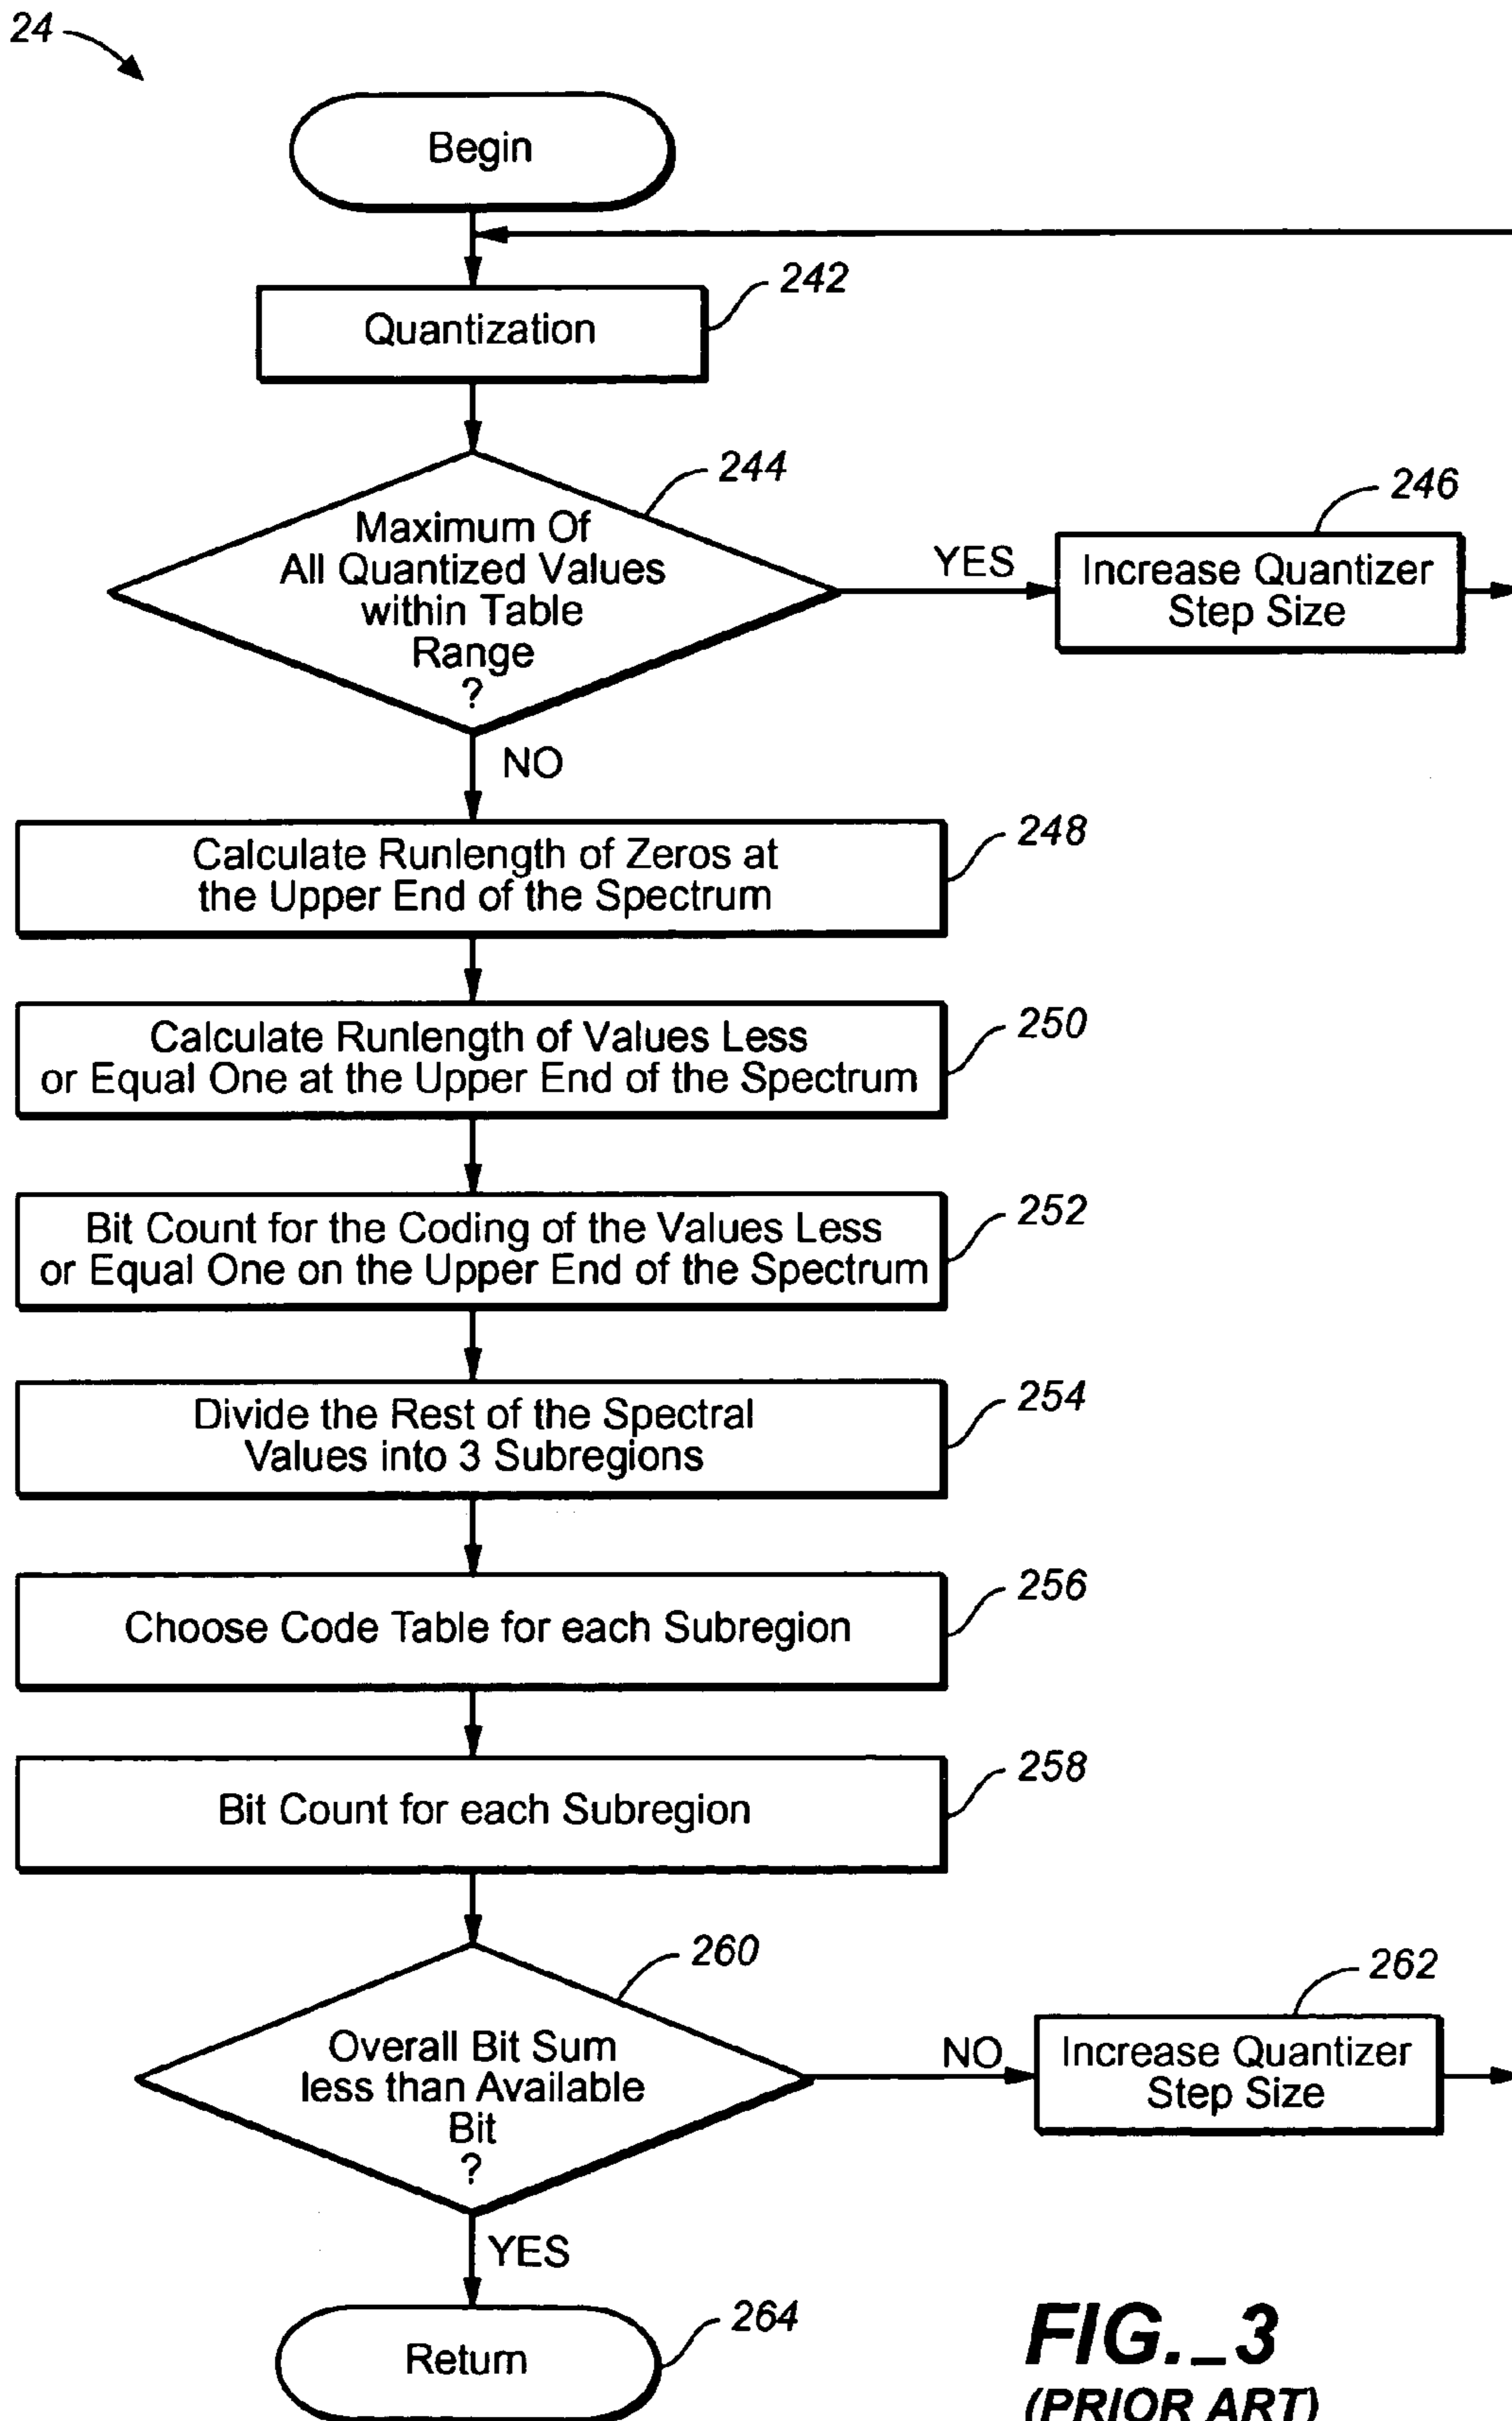 24
Begin
242
Quantization
244
Maximum Of
All Quantized Values
within Table
Range
?
YES
246
Increase Quantizer
Step Size
NO
248
Calculate Runlength of Zeros at
the Upper End of the Spectrum
250
Calculate Runlength of Values Less
or Equal One at the Upper End of the Spectrum
252
Bit Count for the Coding of the Values Less
or Equal One on the Upper End of the Spectrum
254
Divide the Rest of the Spectral
Values into 3 Subregions
256
Choose Code Table for each Subregion
258
Bit Count for each Subregion
260
Overall Bit Sum
less than Available
Bit
?
NO
262
Increase Quantizer
Step Size
YES
264
Return
FIG._3
(PRIOR ART)